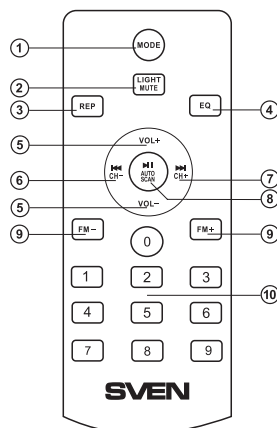 1 MODE
2 LIGHT
MUTE
3 REP EQ 4
5 VOL+
6 CH− AUTO
SCAN CH+ 7
8
5 VOL−
9 FM− FM+ 9
0
1 2 3
10
4 5 6
7 8 9
SVEN